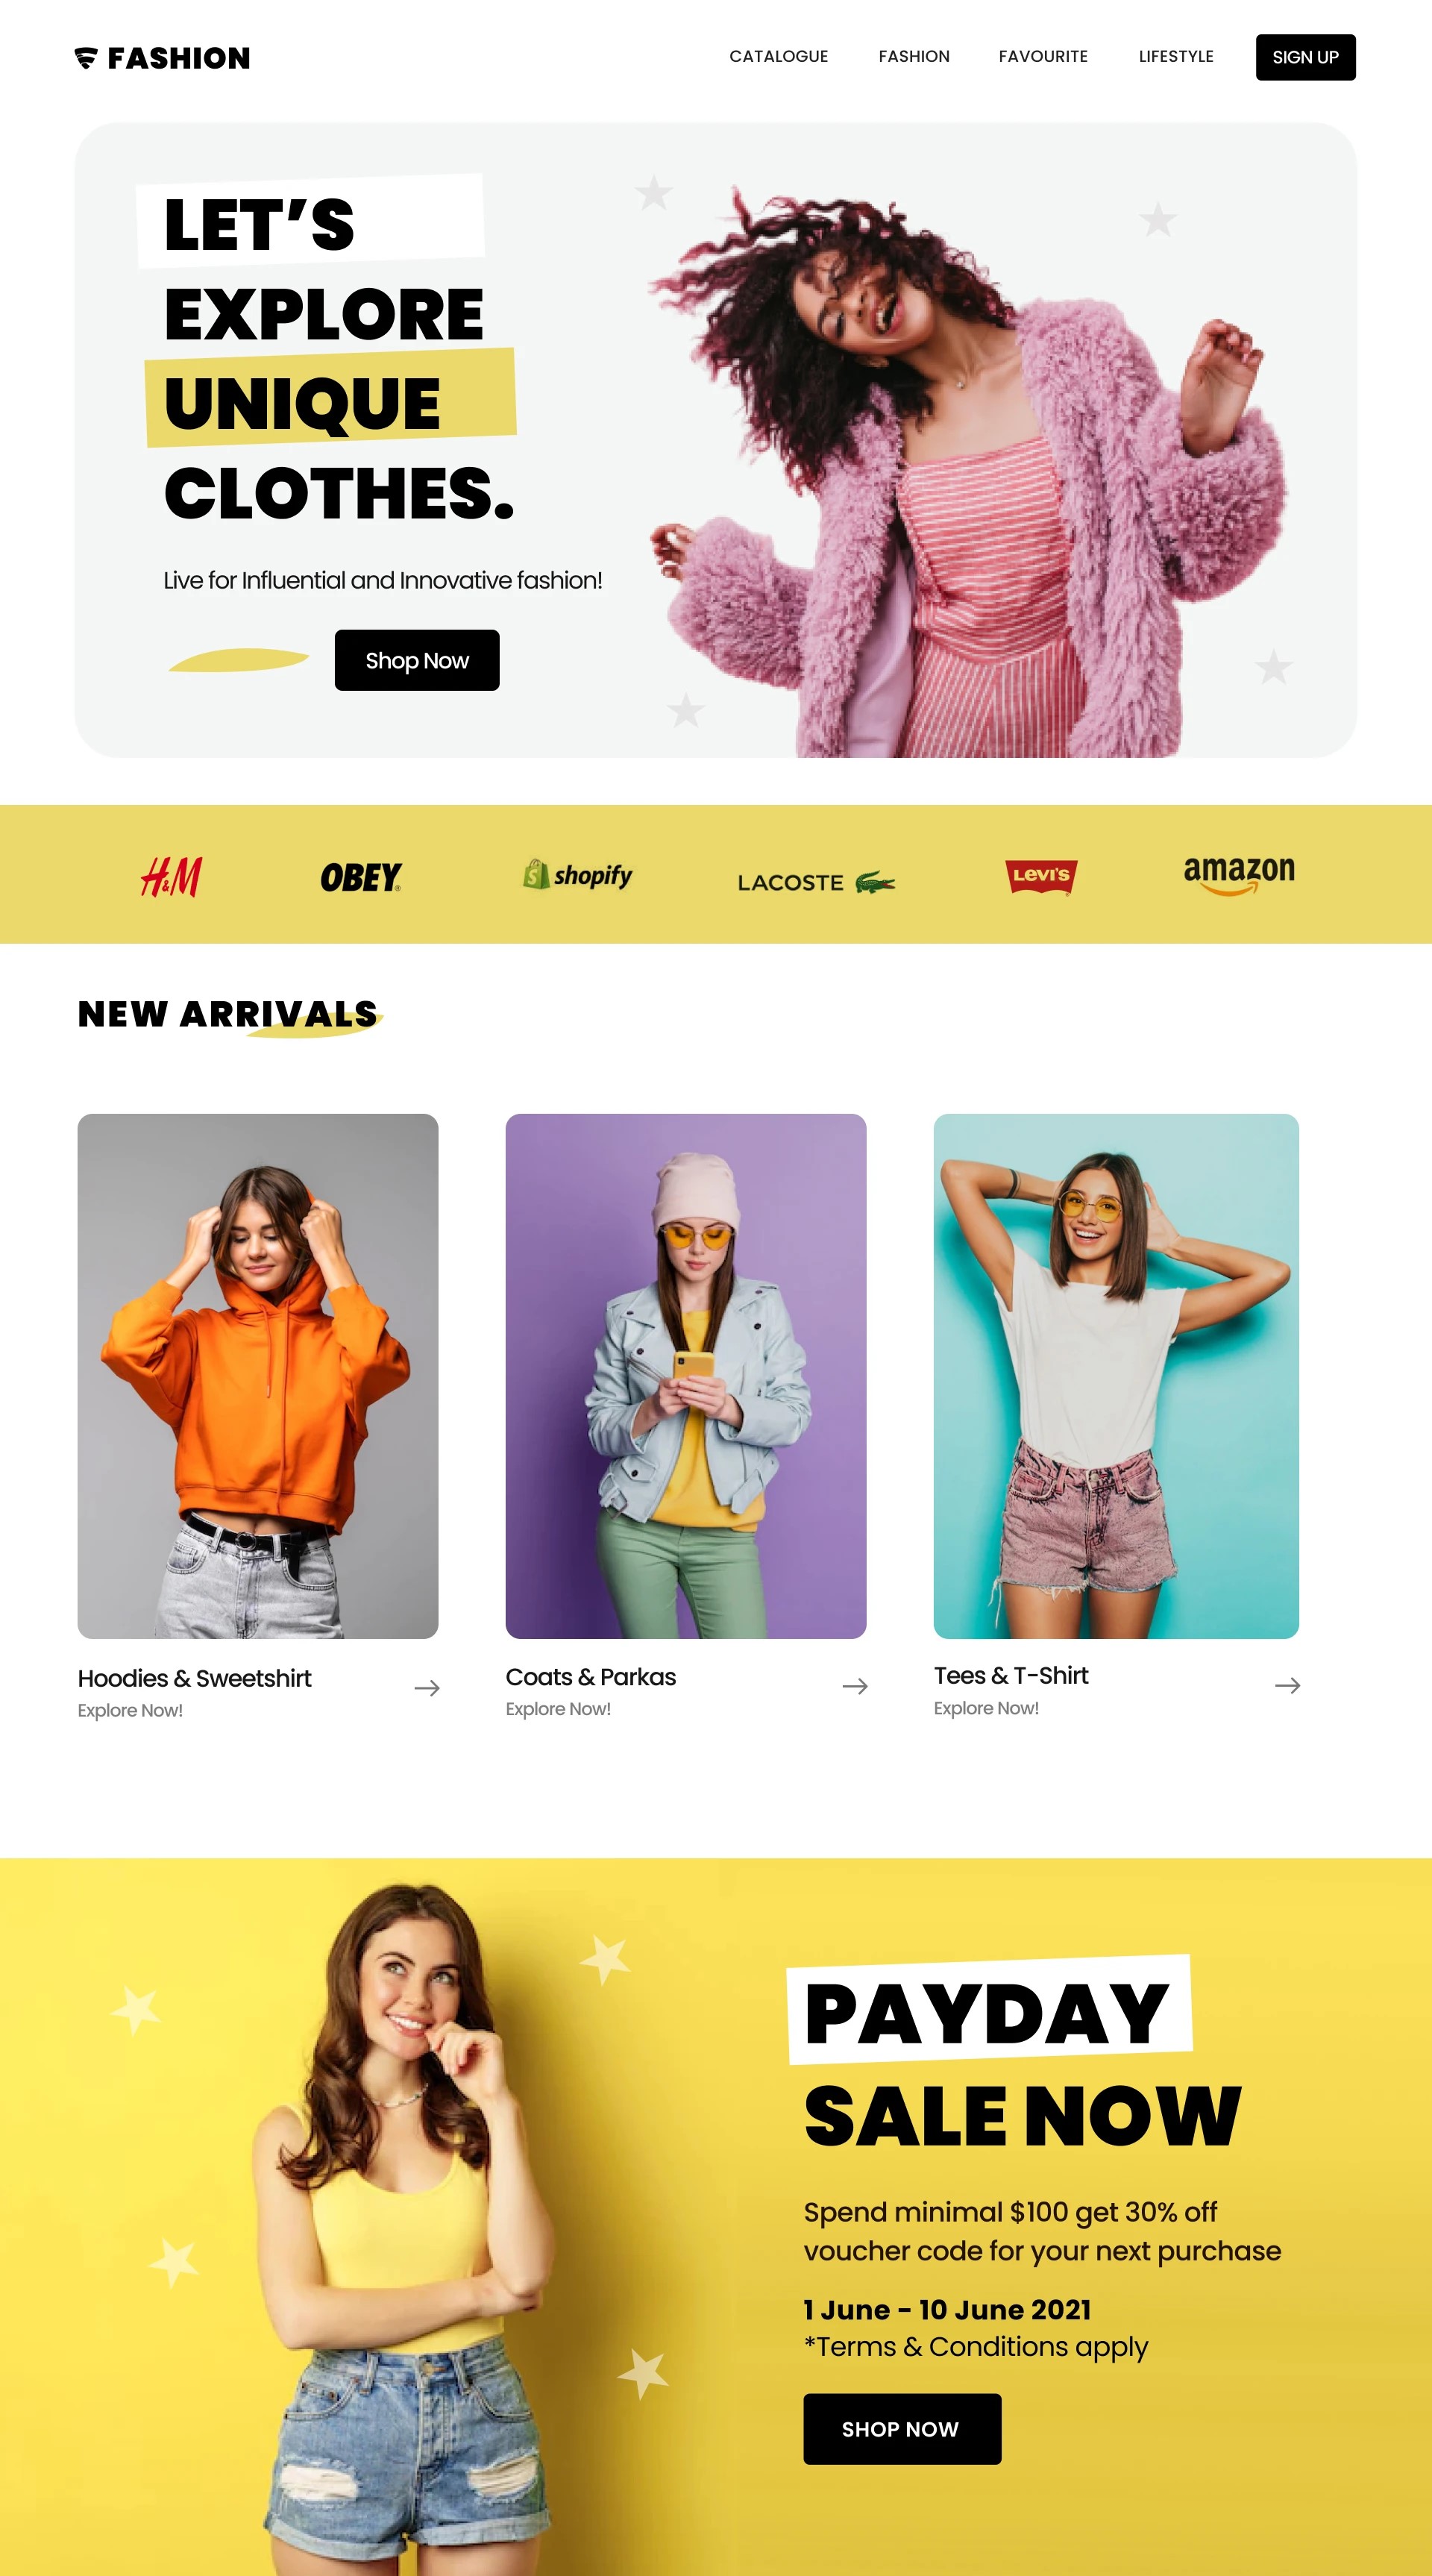 FASHION
CATALOGUE
FASHION
FAVOURITE
LIFESTYLE
SIGN UP
LET’S
EXPLORE
UNIQUE
CLOTHES.
Live for Influential and Innovative fashion!
Shop Now
H&M
OBEY®
shopify
LACOSTE
LEVI'S
amazon
NEW ARRIVALS
Hoodies & Sweetshirt
Explore Now!
Coats & Parkas
Explore Now!
Tees & T-Shirt
Explore Now!
PAYDAY
SALE NOW
Spend minimal $100 get 30% off
voucher code for your next purchase
1 June - 10 June 2021
*Terms & Conditions apply
SHOP NOW